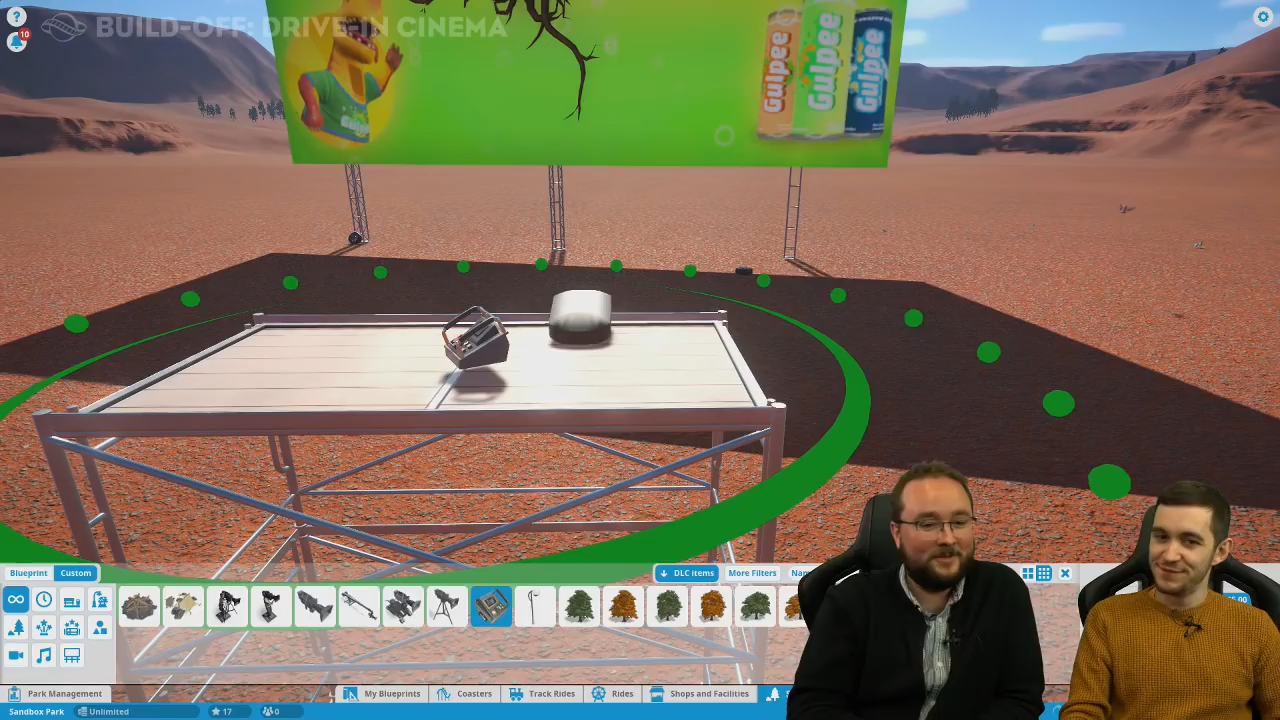 ?
10
BUILD-OFF: DRIVE-IN CINEMA
Gulpee
Gulpee
Gulpee
Gulpee
Blueprint
Custom
DLC items
More Filters
Park Management
My Blueprints
Coasters
Track Rides
Rides
Shops and Facilities
Sandbox Park
Unlimited
17
0